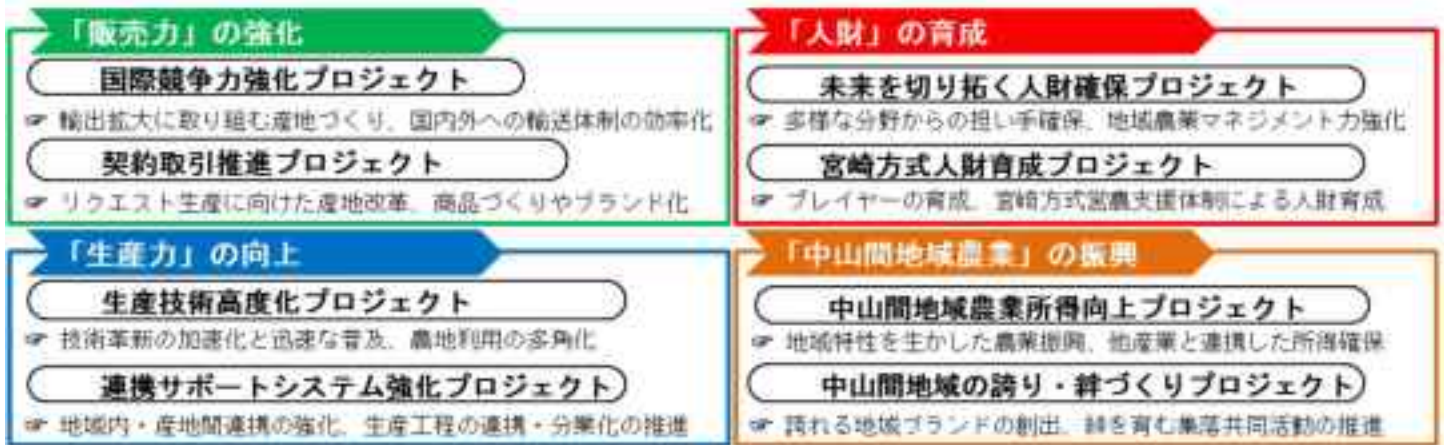 「販売力」の強化
国際競争力強化プロジェクト
☞ 輸出拡大に取り組む産地づくり、国内外への輸送体制の効率化
契約取引推進プロジェクト
☞ リクエスト生産に向けた産地改革、商品づくりやブランド化
「人財」の育成
未来を切り拓く人財確保プロジェクト
☞ 多様な分野からの担い手確保、地域農業マネジメント力強化
宮崎方式人財育成プロジェクト
☞ プレイヤーの育成、宮崎方式営農支援体制による人財育成
「生産力」の向上
生産技術高度化プロジェクト
☞ 技術革新の加速化と迅速な普及、農地利用の多角化
連携サポートシステム強化プロジェクト
☞ 地域内・産地間連携の強化、生産工程の連携・分業化の推進
「中山間地域農業」の振興
中山間地域農業所得向上プロジェクト
☞ 地域特性を生かした農業振興、他産業と連携した所得確保
中山間地域の誇り・絆づくりプロジェクト
☞ 誇れる地域ブランドの創出、絆を育む集落共同活動の推進